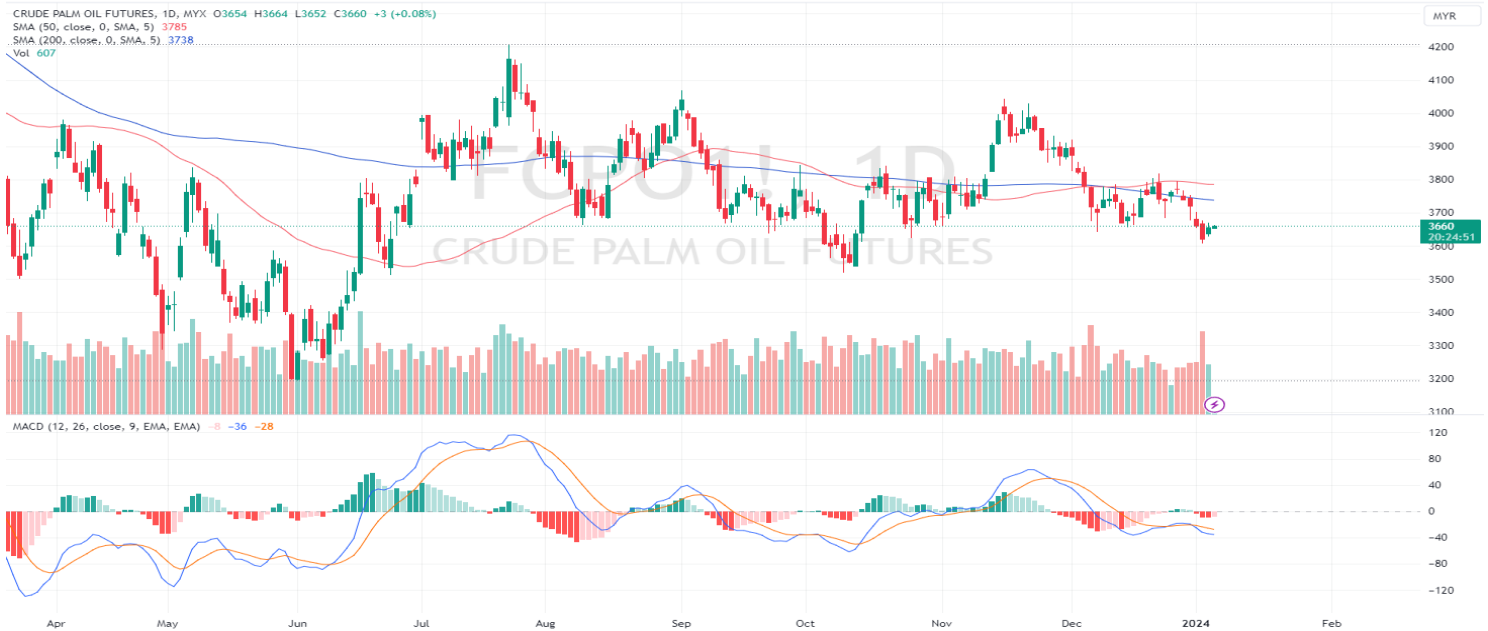 CRUDE PALM OIL FUTURES, 1D, MYX O3654 H3664 L3652 C3660 +3 (+0.08%)
SMA (50, close, 0, SMA, 5) 3785
SMA (200, close, 0, SMA, 5) 3738
Vol 607
MYR
4200
4100
4000
3900
3800
3700
3660
20:24:51
3600
3500
3400
3300
3200
3100
FCPO1!, 1D
CRUDE PALM OIL FUTURES
MACD (12, 26, close, 9, EMA, EMA) −8 −36 −28
120
80
40
0
−40
−80
−120
Apr May Jun Jul Aug Sep Oct Nov Dec 2024 Feb